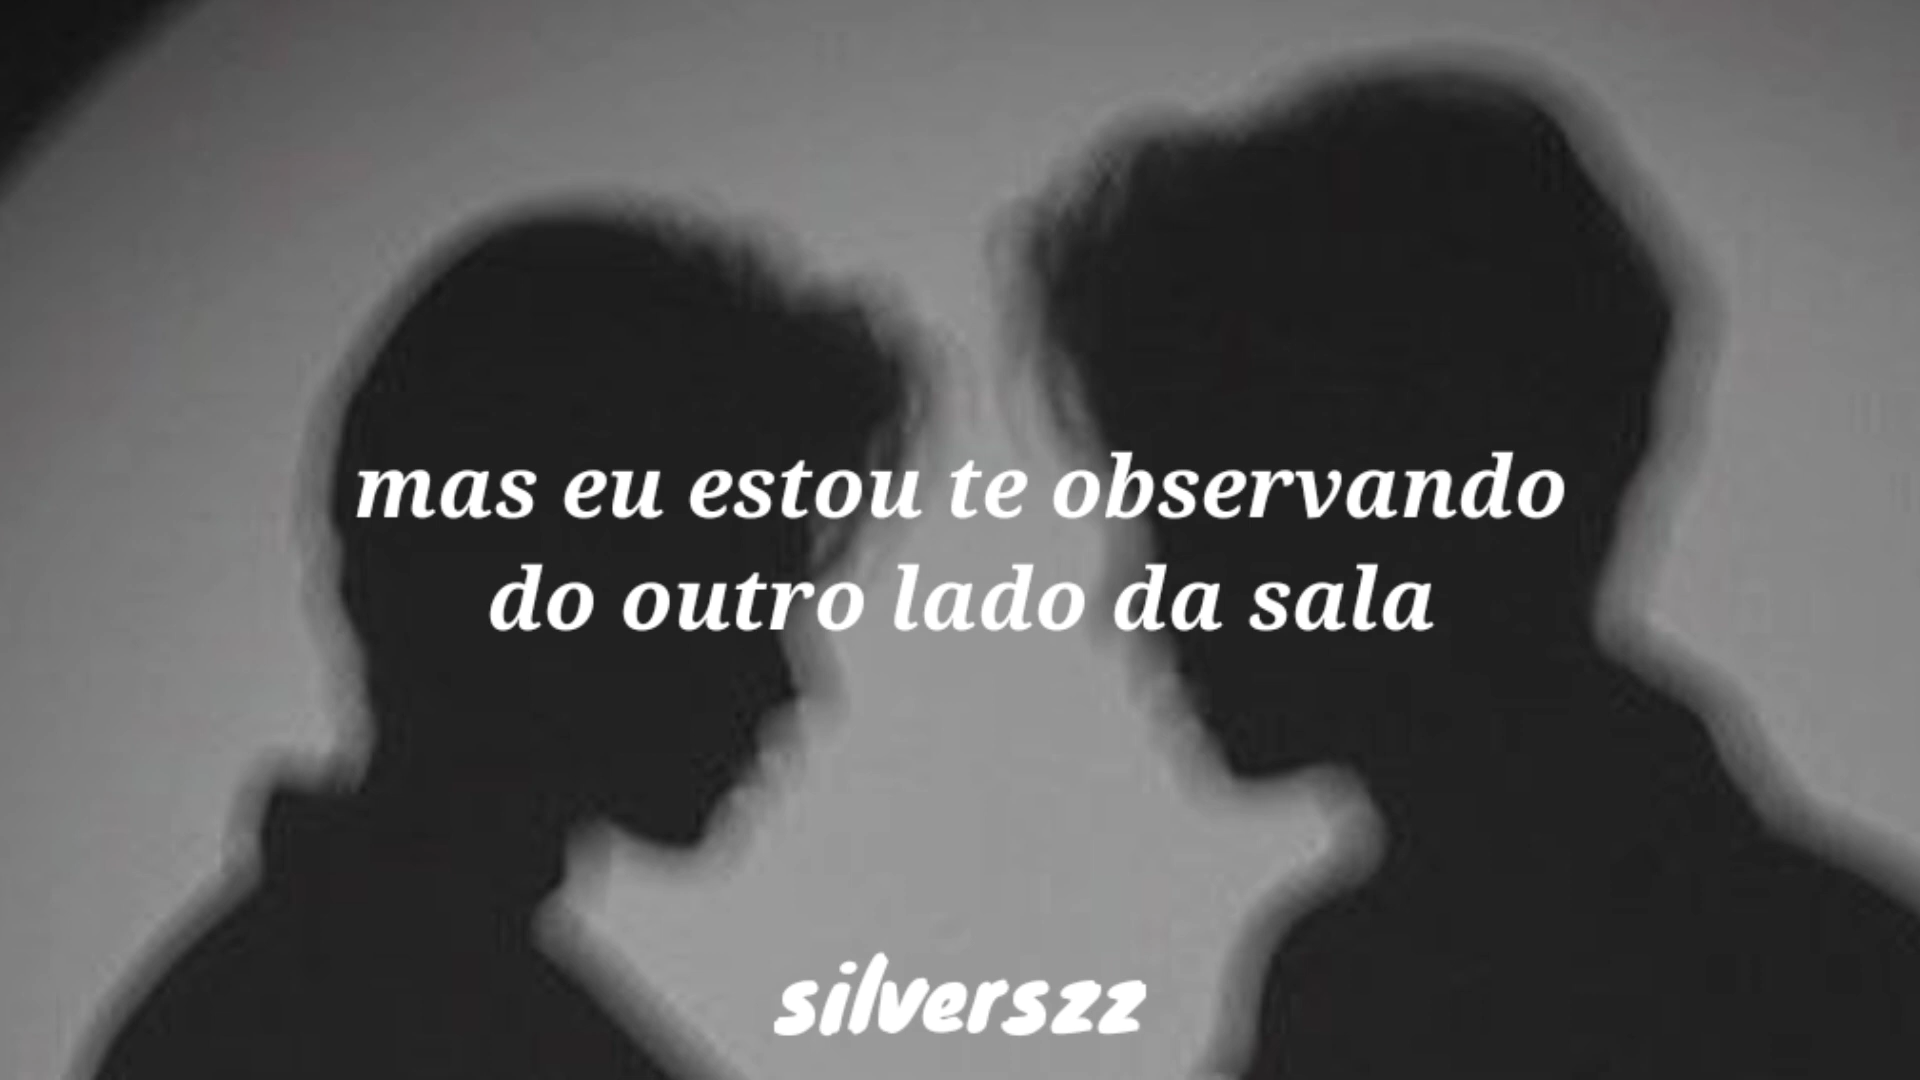 mas eu estou te observando
do outro lado da sala
silverszz